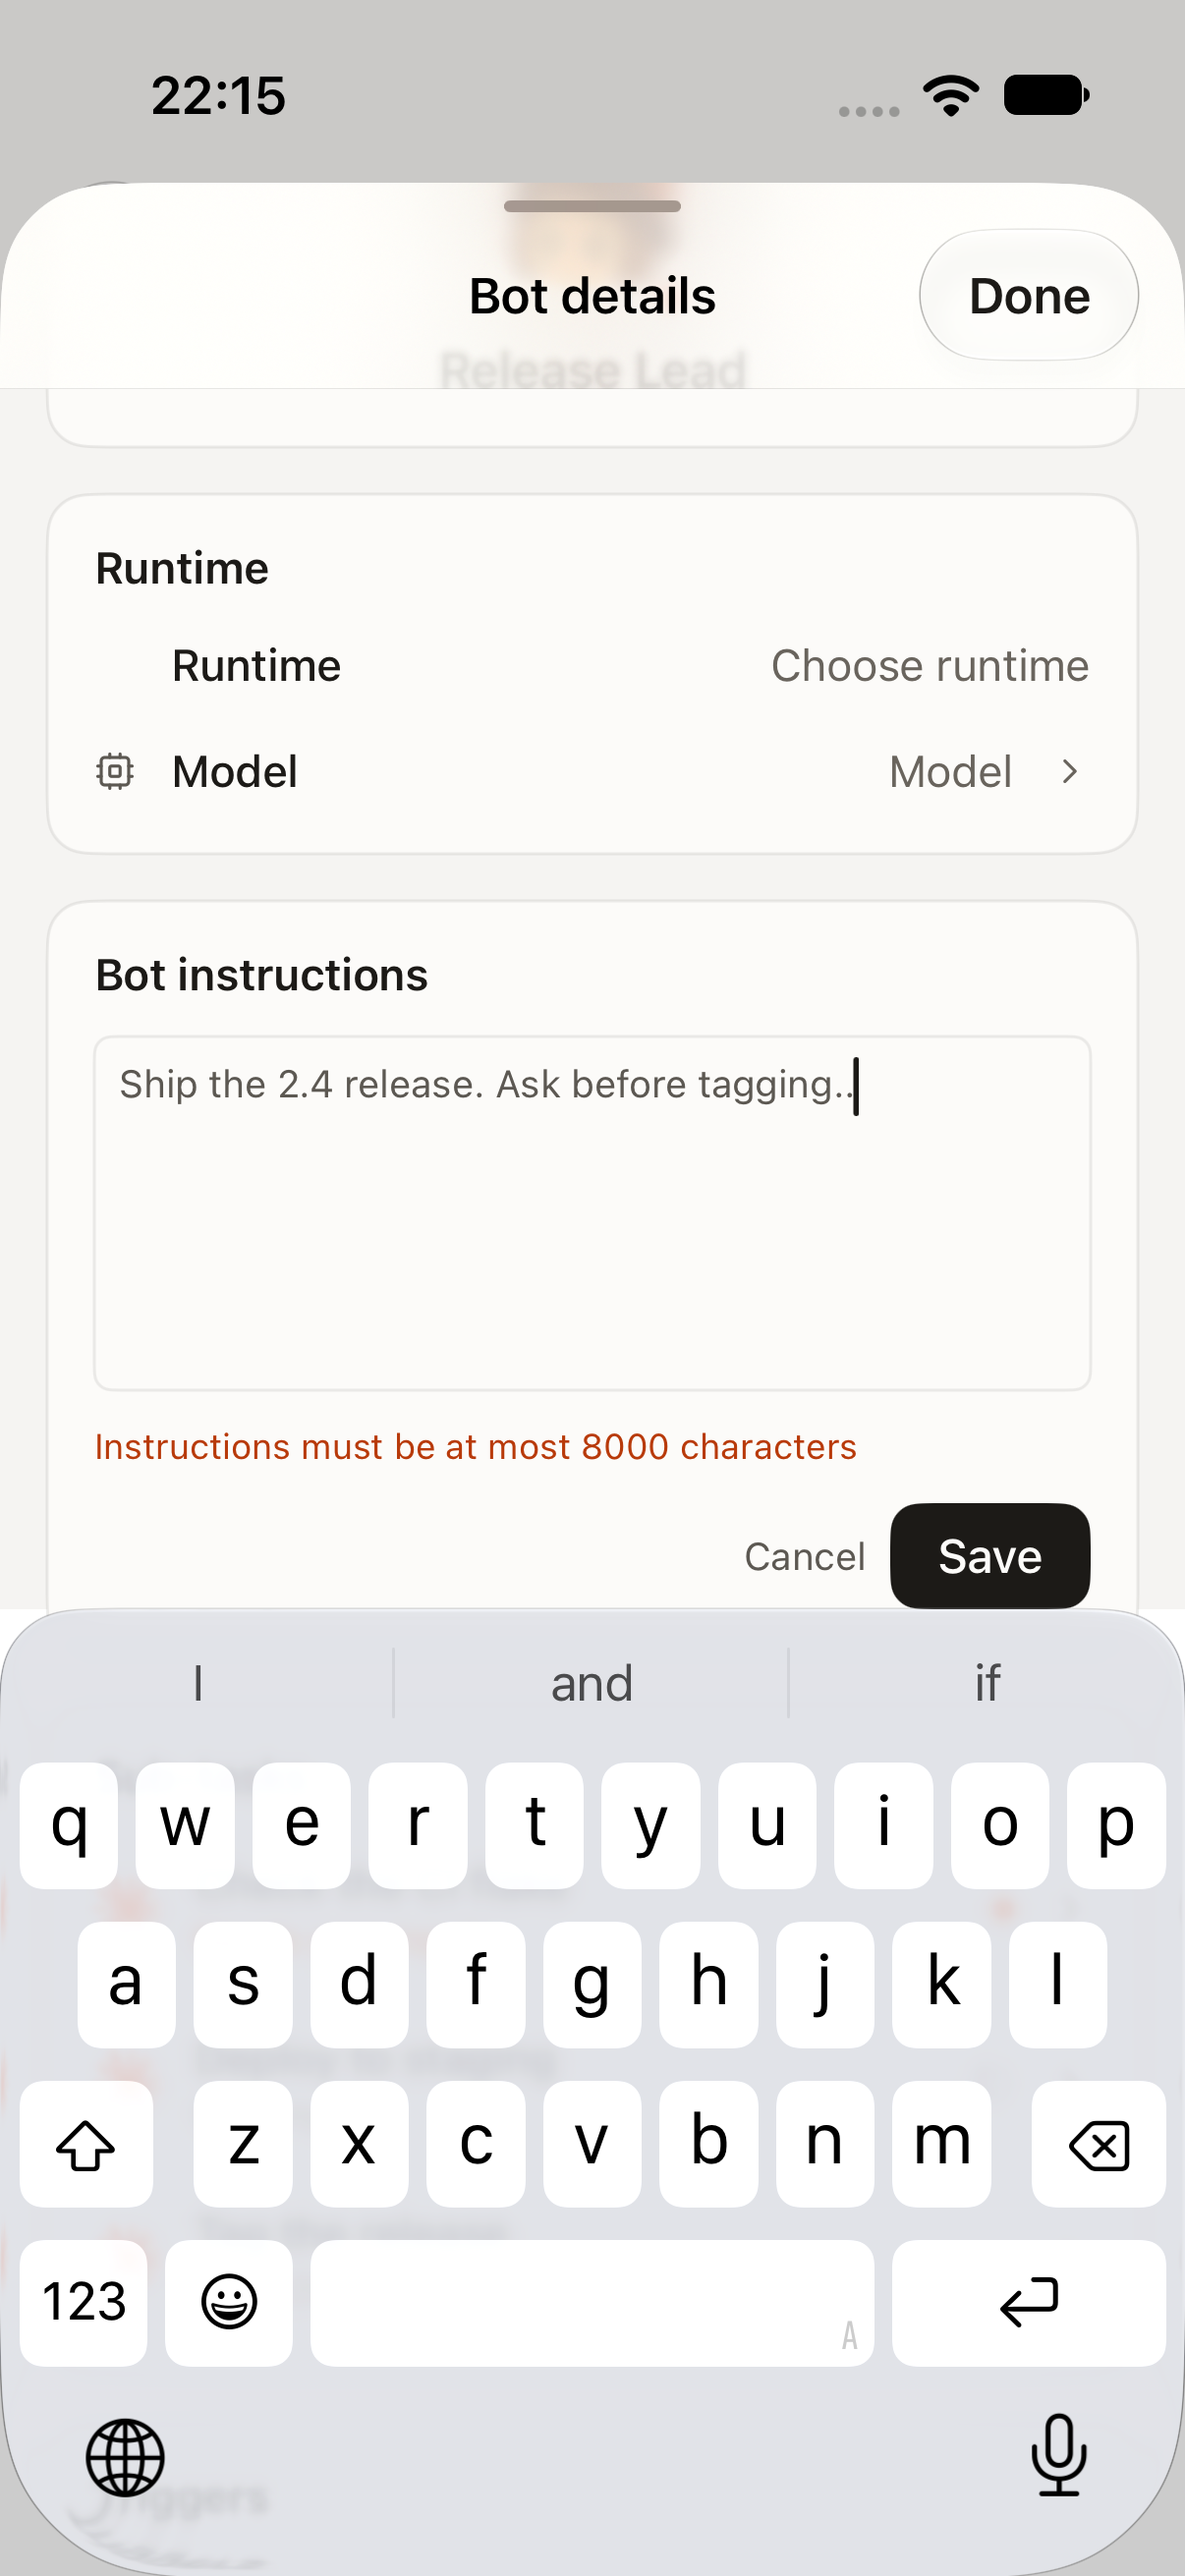 22:15
Bot details
Done
Release Lead
Runtime
Runtime
Choose runtime
Model
Model
Bot instructions
Ship the 2.4 release. Ask before tagging..
Instructions must be at most 8000 characters
Cancel
Save
I
and
if
q w e r t y u i o p
a s d f g h j k l
z x c v b n m
123
A